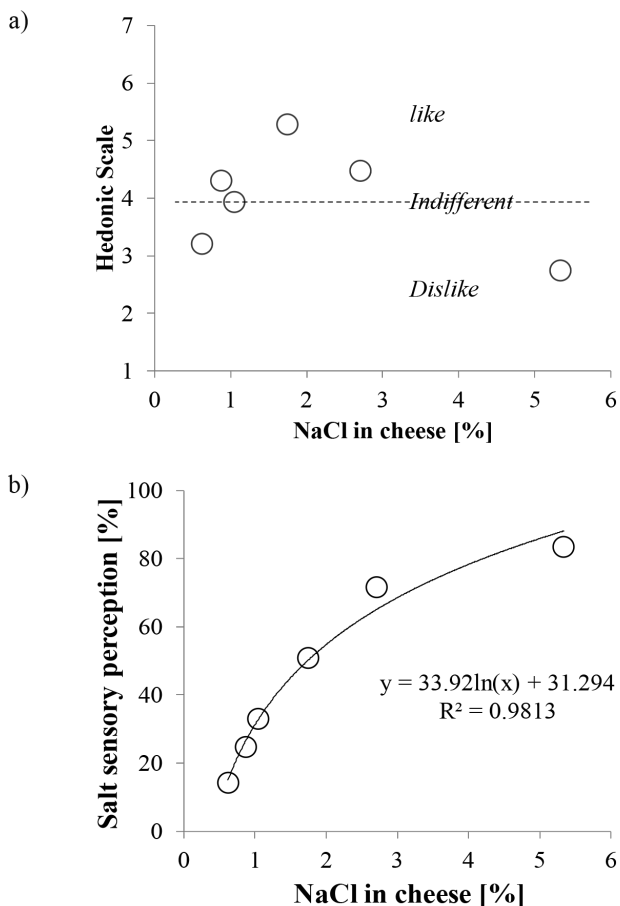 a)
7
6
5
4
3
2
1
Hedonic Scale
like
Indifferent
Dislike
0 1 2 3 4 5 6
NaCl in cheese [%]
b)
100
80
60
40
20
0
Salt sensory perception [%]
y = 33.92ln(x) + 31.294
R² = 0.9813
0 1 2 3 4 5 6
NaCl in cheese [%]